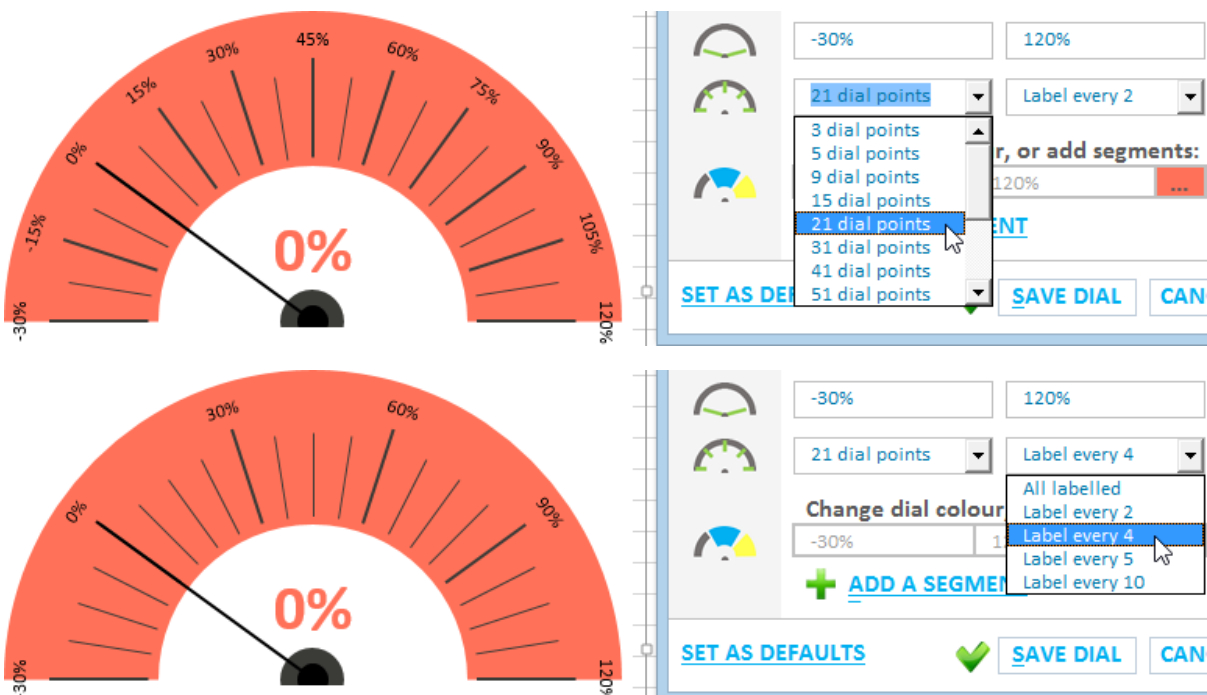 45%
30%
60%
15%
75%
0%
90%
-15%
105%
-30%
120%
0%
-30%
120%
21 dial points
Label every 2
3 dial points
5 dial points
9 dial points
15 dial points
21 dial points
31 dial points
41 dial points
51 dial points
r, or add segments:
120%
...
ENT
SET AS DEF
SAVE DIAL
CAN
30%
60%
0%
90%
-30%
120%
0%
-30%
120%
21 dial points
Label every 4
All labelled
Label every 2
Label every 4
Label every 5
Label every 10
Change dial colour
-30%
1
ADD A SEGMEN
SET AS DEFAULTS
SAVE DIAL
CAN